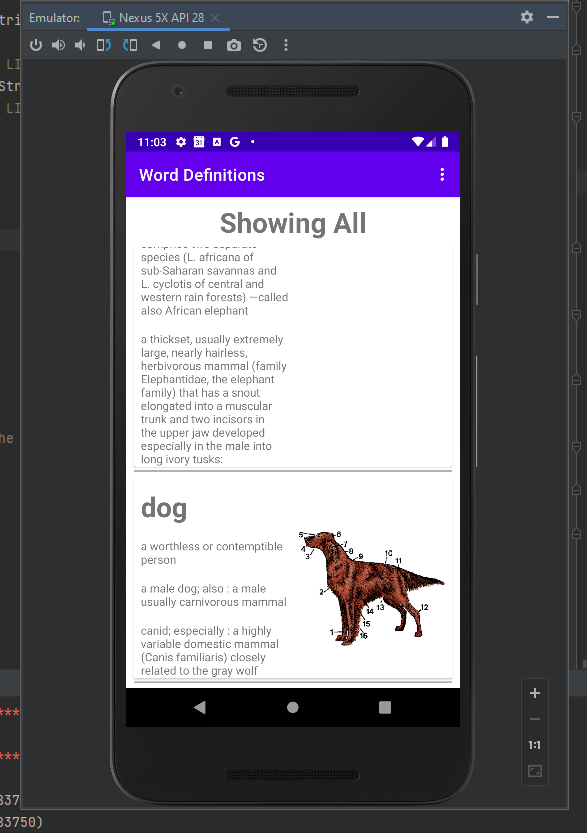 Emulator: Nexus 5X API 28
tri
LI
Str
LI
11:03
31
A
G
Word Definitions
Showing All
comprise two separate
species (L. africana of
sub-Saharan savannas and
L. cyclotis of central and
western rain forests) —called
also African elephant
a thickset, usually extremely
large, nearly hairless,
herbivorous mammal (family
Elephantidae, the elephant
family) that has a snout
elongated into a muscular
trunk and two incisors in
the upper jaw developed
especially in the male into
long ivory tusks:
he
dog
a worthless or contemptible
person
a male dog; also : a male
usually carnivorous mammal
canid; especially : a highly
variable domestic mammal
(Canis familiaris) closely
related to the gray wolf
5 6
4 7
3 8
9 10
11
2
14 13 12
15
1 16
1:1
***
***
837
83750)